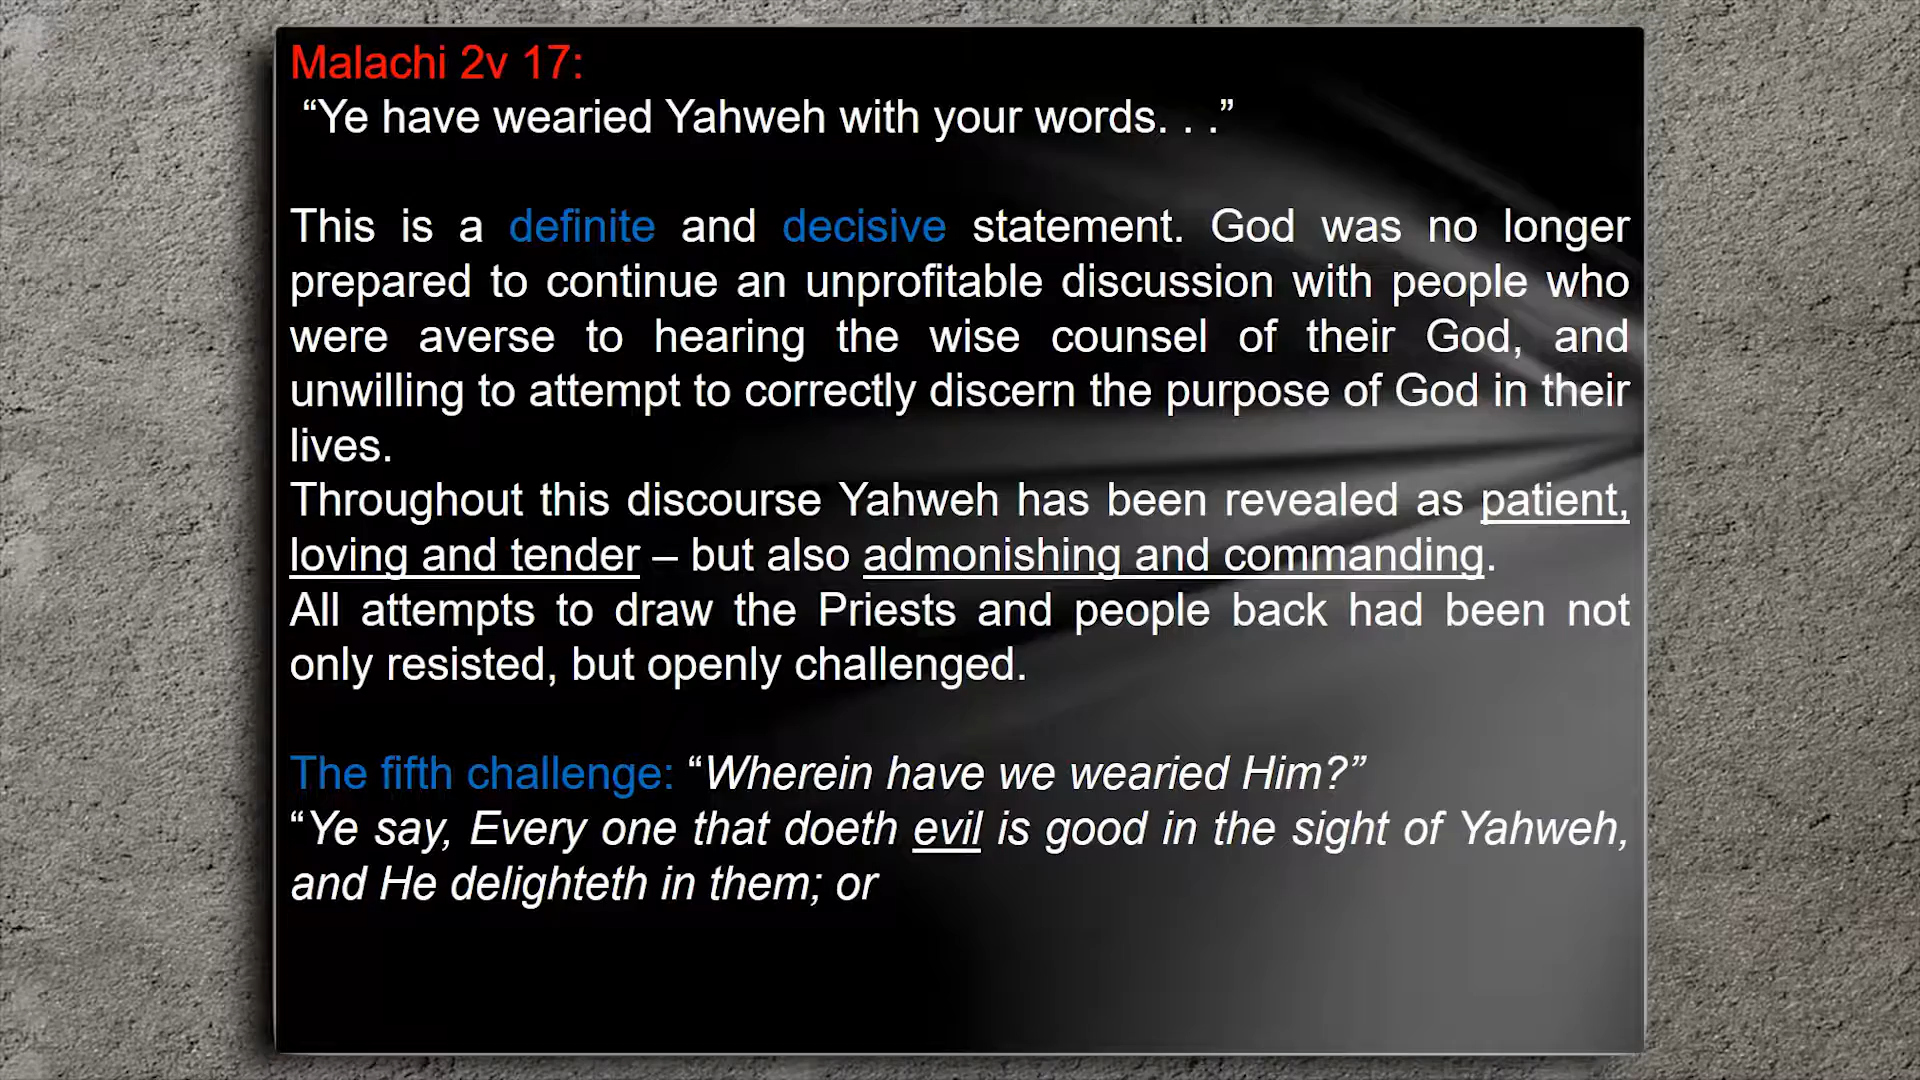 Malachi 2v 17:
“Ye have wearied Yahweh with your words. . .”
This is a definite and decisive statement. God was no longer
prepared to continue an unprofitable discussion with people who
were averse to hearing the wise counsel of their God, and
unwilling to attempt to correctly discern the purpose of God in their
lives.
Throughout this discourse Yahweh has been revealed as patient,
loving and tender – but also admonishing and commanding.
All attempts to draw the Priests and people back had been not
only resisted, but openly challenged.
The fifth challenge: “Wherein have we wearied Him?”
“Ye say, Every one that doeth evil is good in the sight of Yahweh,
and He delighteth in them; or